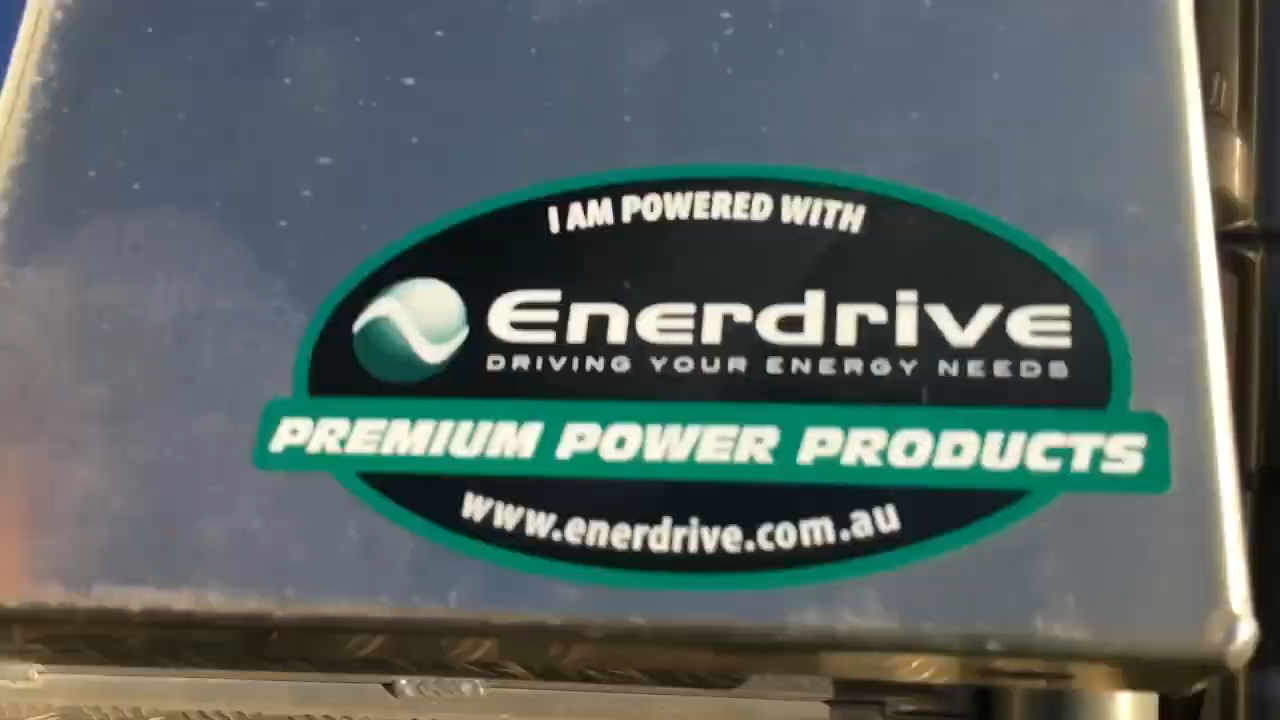 I AM POWERED WITH
Enerdrive
DRIVING YOUR ENERGY NEEDS
PREMIUM POWER PRODUCTS
www.enerdrive.com.au